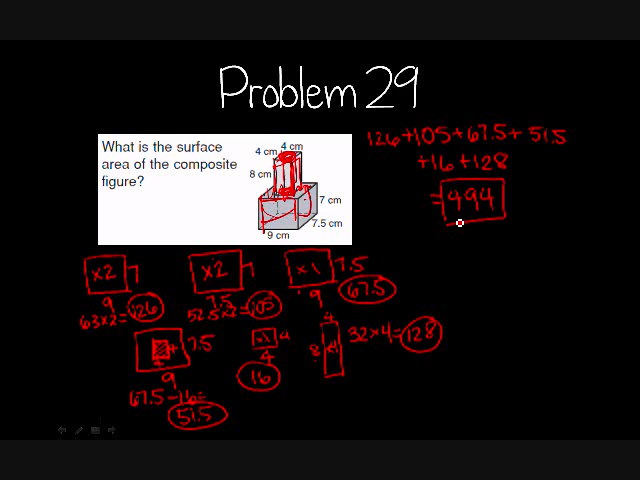 Problem 29
What is the surface
area of the composite
figure?
4 cm
4 cm
8 cm
7 cm
7.5 cm
9 cm
126+105+67.5+51.5
+16+128
=494
x2 7
9
63x2=126
x2 7
7.5
52.5x2=105
x1 7.5
9
67.5
4 7.5
9
67.5-16=
51.5
x1 4
4
16
4
8 x4
32x4=128